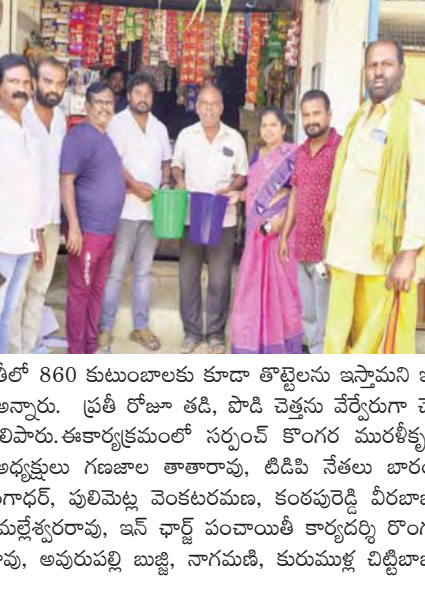 తీలో 860 కుటుంబాలకు కూడా తొట్టెలను ఇస్తామని
అన్నారు. ప్రతీ రోజూ తడి, పొడి చెత్తను వేర్వేరుగా
లిపారు.ఈకార్యక్రమంలో సర్పంచ్ కొంగర మురళీకృ
అధ్యక్షులు గణజాల తాతారావు, టిడిపి నేతలు బారం
గాధర్, పులిమెట్ల వెంకటరమణ, కంఠపురెడ్డి వీరబా
మల్లేశ్వరరావు, ఇన్ ఛార్జ్ పంచాయితీ కార్యదర్శి రొంగ
వు, అవురుపల్లి బుజ్జి, నాగమణి, కురుముళ్ల చిట్టిబా